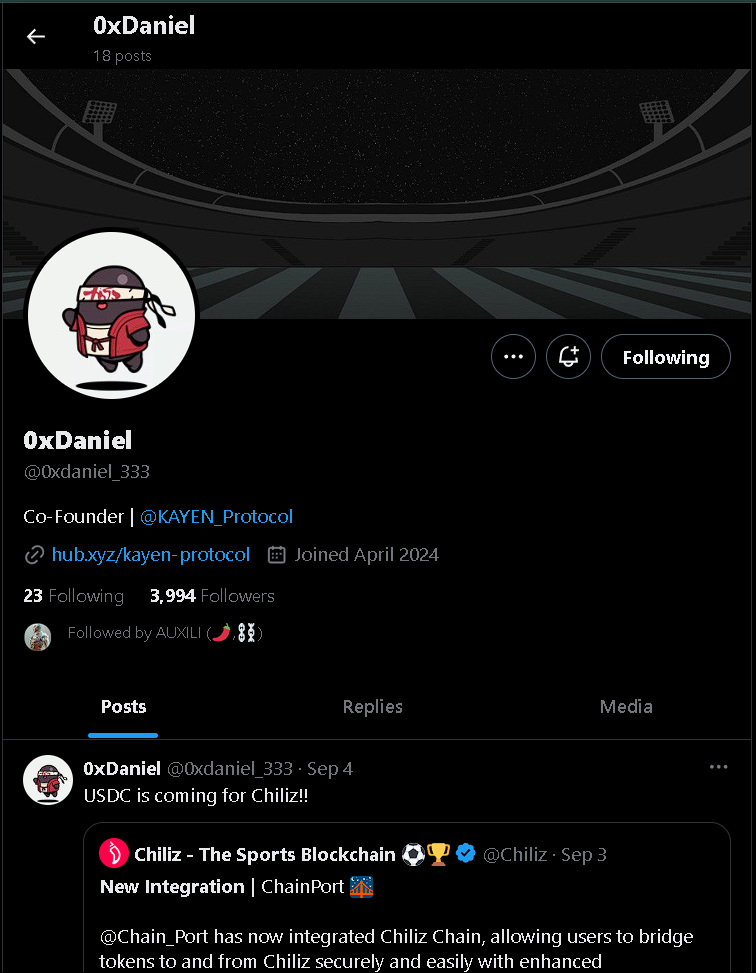 0xDaniel
18 posts
Following
0xDaniel
@0xdaniel_333
Co-Founder | @KAYEN_Protocol
hub.xyz/kayen-protocol Joined April 2024
23 Following 3,994 Followers
Followed by AUXILI (🌶️,⛓️)
Posts Replies Media
0xDaniel @0xdaniel_333 · Sep 4
USDC is coming for Chiliz!!
Chiliz - The Sports Blockchain ⚽🏆 @Chiliz · Sep 3
New Integration | ChainPort 🌉
@Chain_Port has now integrated Chiliz Chain, allowing users to bridge
tokens to and from Chiliz securely and easily with enhanced